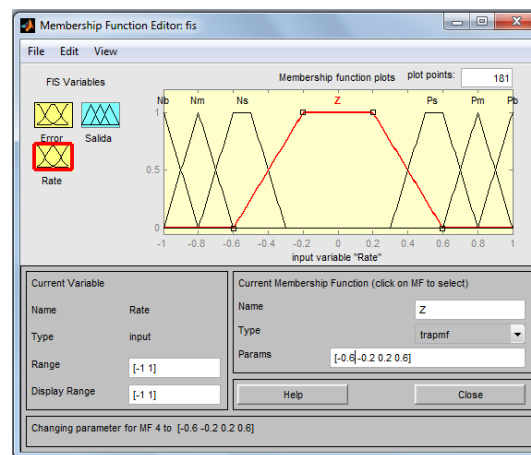 Membership Function Editor: fis
File Edit View
FIS Variables
Membership function plots plot points: 181
Error Salida
Rate
Nb Nm Ns Z Ps Pm Pb
1
0.5
0
-1 -0.8 -0.6 -0.4 -0.2 0 0.2 0.4 0.6 0.8 1
input variable "Rate"
Current Variable
Name Rate
Type input
Range [-1 1]
Display Range [-1 1]
Current Membership Function (click on MF to select)
Name Z
Type trapmf
Params [-0.6 -0.2 0.2 0.6]
Help Close
Changing parameter for MF 4 to [-0.6 -0.2 0.2 0.6]